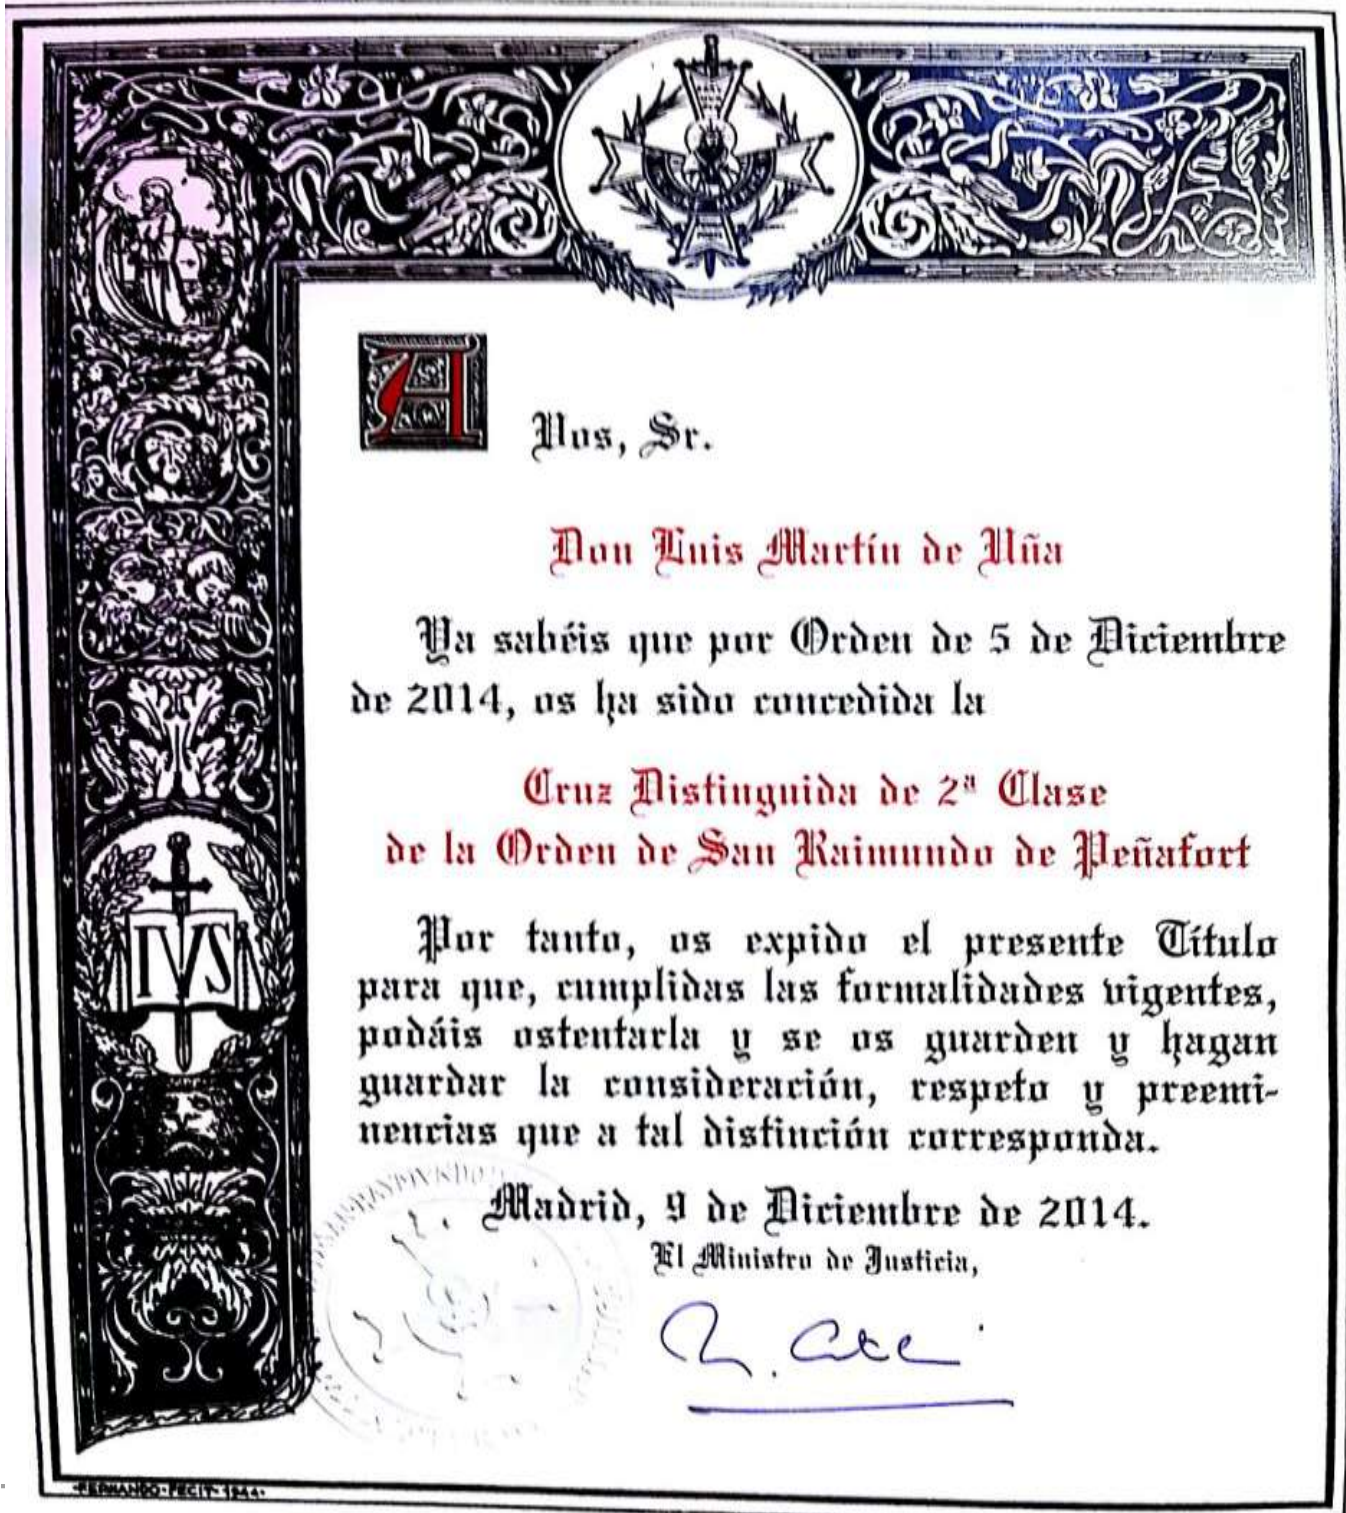 A
Vos, Sr.
Don Luis Martín de Uña
Ya sabéis que por Orden de 5 de Diciembre
de 2014, os ha sido concedida la
Cruz Distinguida de 2ª Clase
de la Orden de San Raimundo de Peñafort
IVS
Por tanto, os expido el presente Título
para que, cumplidas las formalidades vigentes,
podáis ostentarla y se os guarden y hagan
guardar la consideración, respeto y preemi-
nencias que a tal distinción corresponda.
Madrid, 9 de Diciembre de 2014.
El Ministro de Justicia,
·FERNANDO·FECIT·1944·